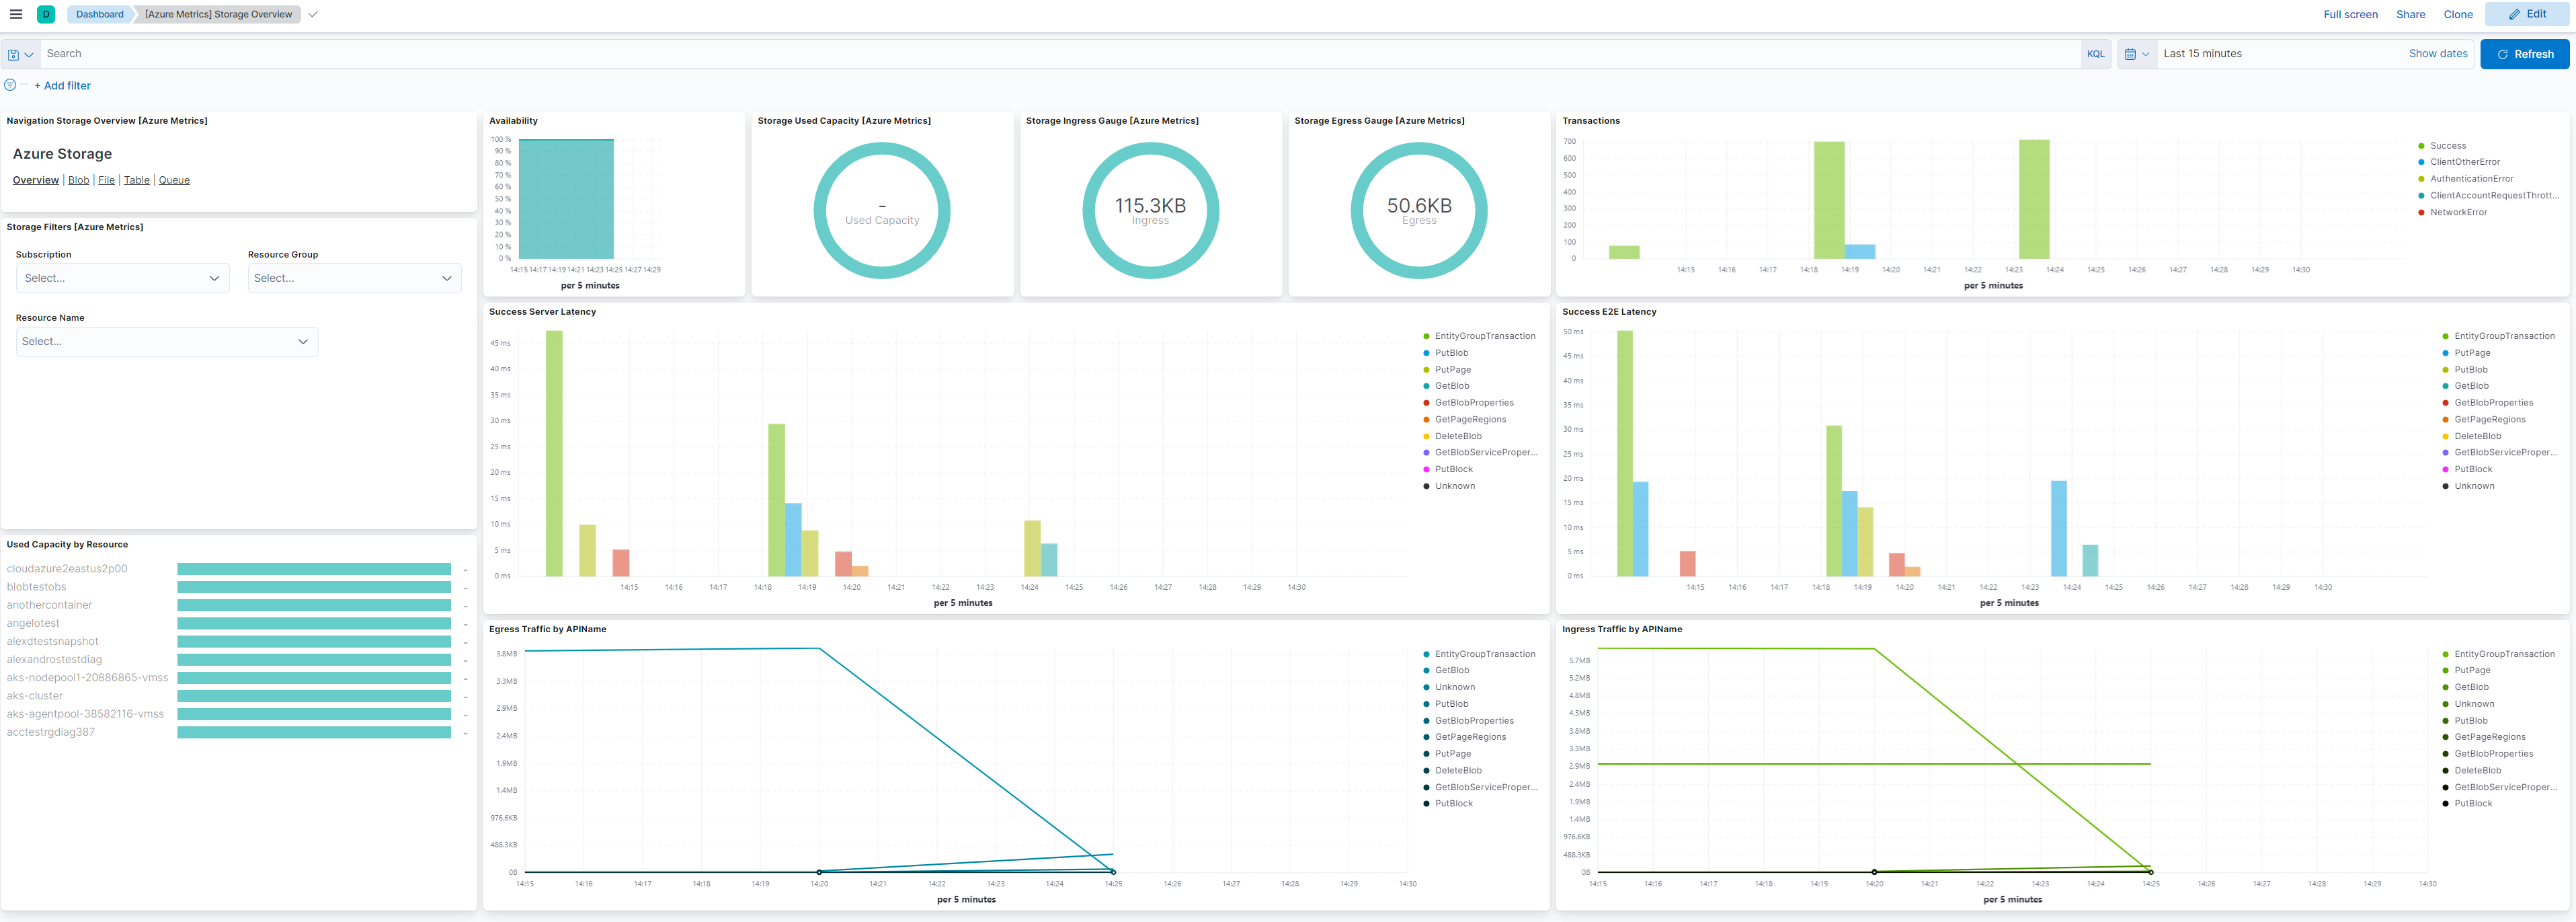 D Dashboard [Azure Metrics] Storage Overview Full screen Share Clone Edit
Search KQL Last 15 minutes Show dates Refresh
+ Add filter
Navigation Storage Overview [Azure Metrics]
Azure Storage
Overview | Blob | File | Table | Queue
Storage Filters [Azure Metrics]
Subscription Resource Group
Select... Select...
Resource Name
Select...
Used Capacity by Resource
cloudazure2eastus2p00 -
blobtestobs -
anothercontainer -
angelotest -
alexdtestsnapshot -
alexandrostestdiag -
aks-nodepool1-20886865-vmss -
aks-cluster -
aks-agentpool-38582116-vmss -
acctestrgdiag387 -
Availability
100 %
90 %
80 %
70 %
60 %
50 %
40 %
30 %
20 %
10 %
0 %
14:15 14:17 14:19 14:21 14:23 14:25 14:27 14:29
per 5 minutes
Storage Used Capacity [Azure Metrics]
-
Used Capacity
Storage Ingress Gauge [Azure Metrics]
115.3KB
Ingress
Storage Egress Gauge [Azure Metrics]
50.6KB
Egress
Transactions
700
600
500
400
300
200
100
0
14:15 14:16 14:17 14:18 14:19 14:20 14:21 14:22 14:23 14:24 14:25 14:26 14:27 14:28 14:29 14:30
per 5 minutes
Success
ClientOtherError
AuthenticationError
ClientAccountRequestThrott...
NetworkError
Success Server Latency
45 ms
40 ms
35 ms
30 ms
25 ms
20 ms
15 ms
10 ms
5 ms
0 ms
14:15 14:16 14:17 14:18 14:19 14:20 14:21 14:22 14:23 14:24 14:25 14:26 14:27 14:28 14:29 14:30
per 5 minutes
EntityGroupTransaction
PutBlob
PutPage
GetBlob
GetBlobProperties
GetPageRegions
DeleteBlob
GetBlobServiceProper...
PutBlock
Unknown
Success E2E Latency
50 ms
45 ms
40 ms
35 ms
30 ms
25 ms
20 ms
15 ms
10 ms
5 ms
0 ms
14:15 14:16 14:17 14:18 14:19 14:20 14:21 14:22 14:23 14:24 14:25 14:26 14:27 14:28 14:29 14:30
per 5 minutes
EntityGroupTransaction
PutPage
PutBlob
GetBlob
GetBlobProperties
GetPageRegions
DeleteBlob
GetBlobServiceProper...
PutBlock
Unknown
Egress Traffic by APIName
3.8MB
3.3MB
2.9MB
2.4MB
1.9MB
1.4MB
976.6KB
488.3KB
0B
14:15 14:16 14:17 14:18 14:19 14:20 14:21 14:22 14:23 14:24 14:25 14:26 14:27 14:28 14:29 14:30
per 5 minutes
EntityGroupTransaction
GetBlob
Unknown
PutBlob
GetBlobProperties
GetPageRegions
PutPage
DeleteBlob
GetBlobServiceProper...
PutBlock
Ingress Traffic by APIName
5.7MB
5.2MB
4.8MB
4.3MB
3.8MB
3.3MB
2.9MB
2.4MB
1.9MB
1.4MB
976.6KB
488.3KB
0B
14:15 14:16 14:17 14:18 14:19 14:20 14:21 14:22 14:23 14:24 14:25 14:26 14:27 14:28 14:29 14:30
per 5 minutes
EntityGroupTransaction
PutPage
GetBlob
Unknown
PutBlob
GetPageRegions
GetBlobProperties
DeleteBlob
GetBlobServiceProper...
PutBlock